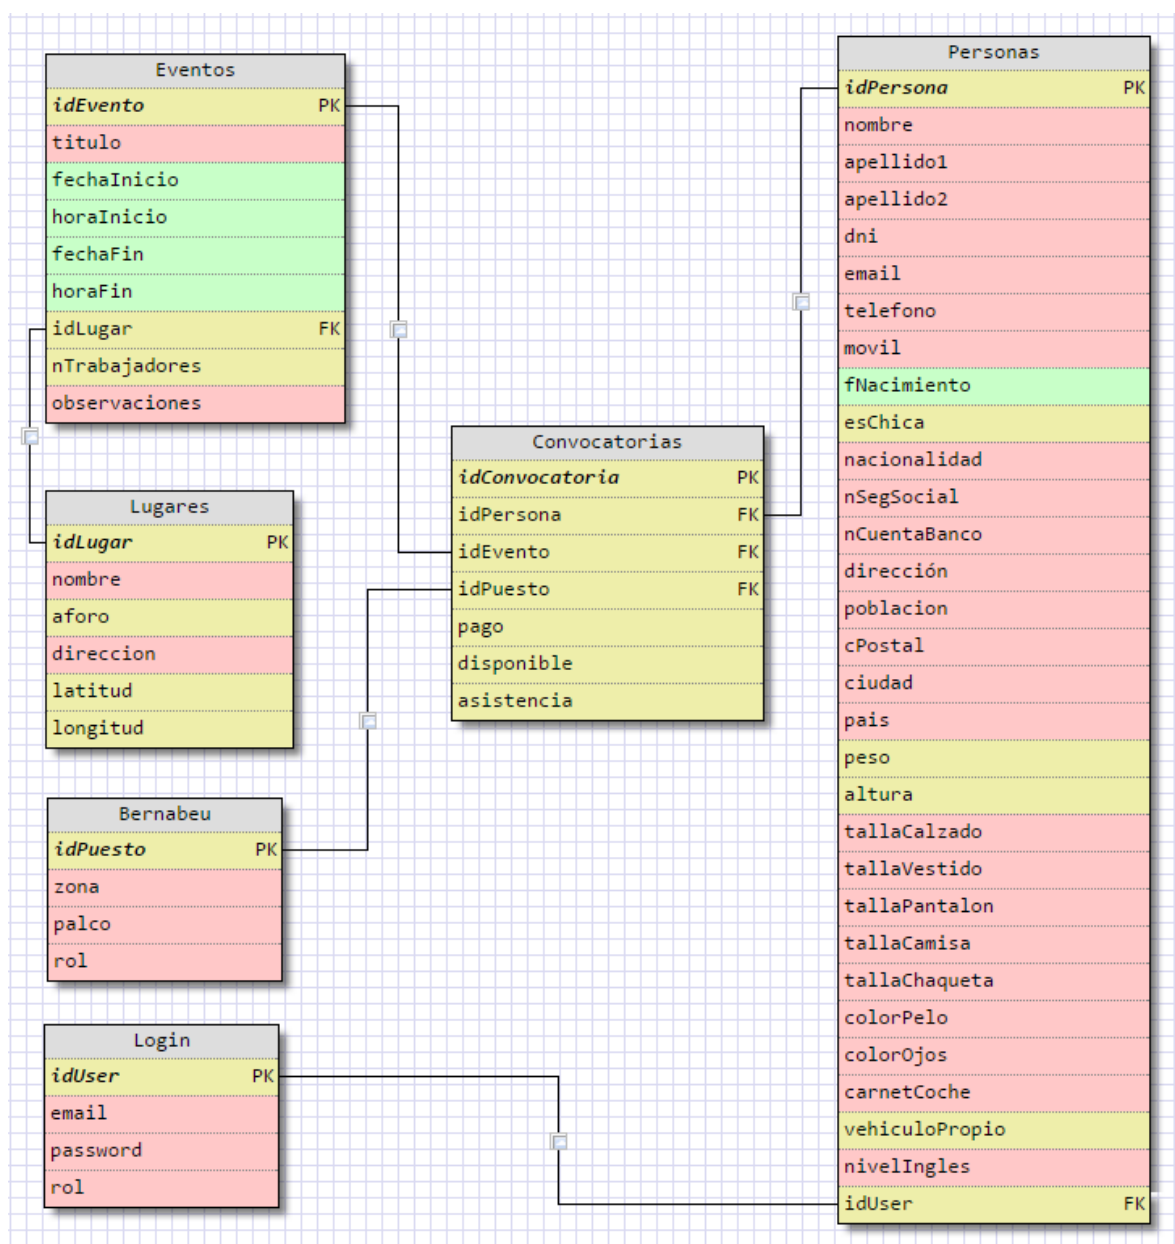 Eventos
idEvento PK
titulo
fechaInicio
horaInicio
fechaFin
horaFin
idLugar FK
nTrabajadores
observaciones
Lugares
idLugar PK
nombre
aforo
direccion
latitud
longitud
Bernabeu
idPuesto PK
zona
palco
rol
Login
idUser PK
email
password
rol
Convocatorias
idConvocatoria PK
idPersona FK
idEvento FK
idPuesto FK
pago
disponible
asistencia
Personas
idPersona PK
nombre
apellido1
apellido2
dni
email
telefono
movil
fNacimiento
esChica
nacionalidad
nSegSocial
nCuentaBanco
dirección
poblacion
cPostal
ciudad
pais
peso
altura
tallaCalzado
tallaVestido
tallaPantalon
tallaCamisa
tallaChaqueta
colorPelo
colorOjos
carnetCoche
vehiculoPropio
nivelIngles
idUser FK